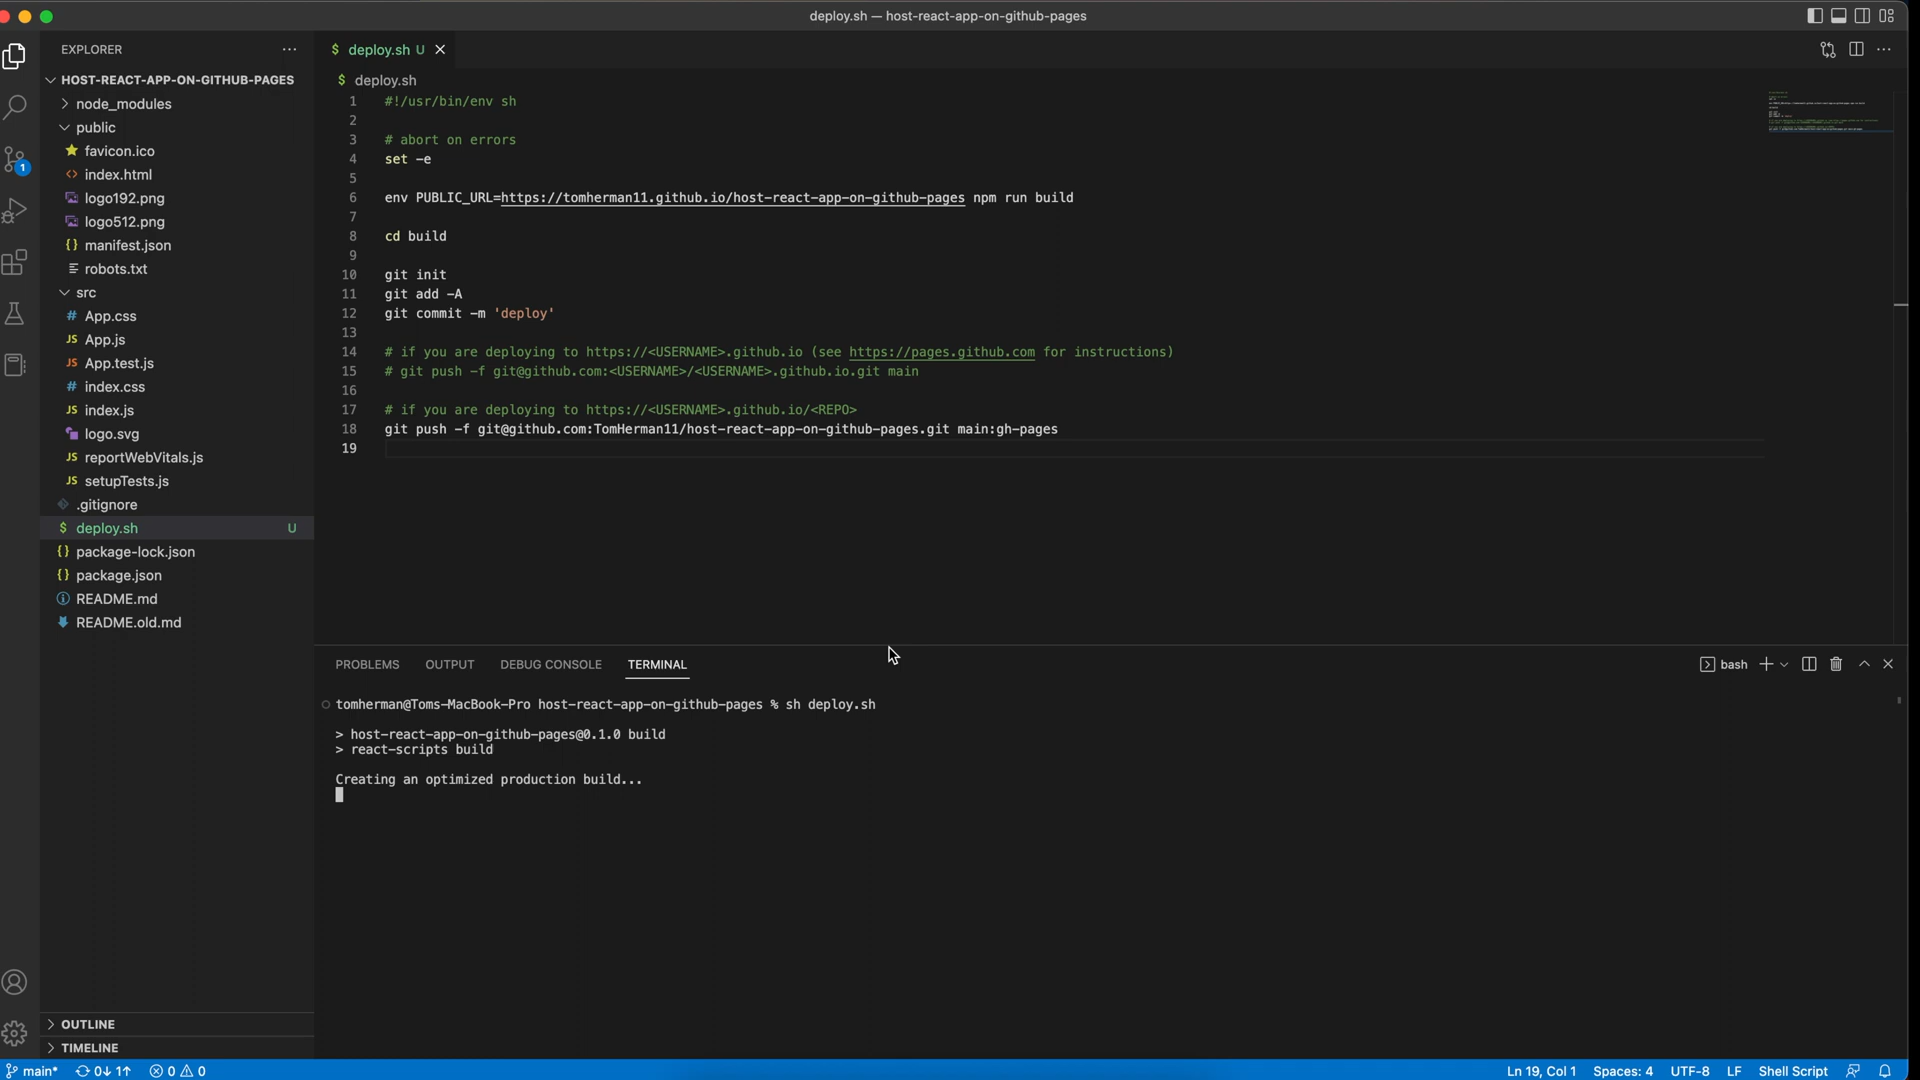 deploy.sh — host-react-app-on-github-pages
EXPLORER
HOST-REACT-APP-ON-GITHUB-PAGES
node_modules
public
favicon.ico
<> index.html
logo192.png
logo512.png
{} manifest.json
robots.txt
src
# App.css
JS App.js
JS App.test.js
# index.css
JS index.js
logo.svg
JS reportWebVitals.js
JS setupTests.js
.gitignore
$ deploy.sh U
{} package-lock.json
{} package.json
README.md
README.old.md
OUTLINE
TIMELINE
1
$ deploy.sh U
$ deploy.sh
1 #!/usr/bin/env sh
2
3 # abort on errors
4 set -e
5
6 env PUBLIC_URL=https://tomherman11.github.io/host-react-app-on-github-pages npm run build
7
8 cd build
9
10 git init
11 git add -A
12 git commit -m 'deploy'
13
14 # if you are deploying to https://<USERNAME>.github.io (see https://pages.github.com for instructions)
15 # git push -f git@github.com:<USERNAME>/<USERNAME>.github.io.git main
16
17 # if you are deploying to https://<USERNAME>.github.io/<REPO>
18 git push -f git@github.com:TomHerman11/host-react-app-on-github-pages.git main:gh-pages
19
PROBLEMS OUTPUT DEBUG CONSOLE TERMINAL
bash
tomherman@Toms-MacBook-Pro host-react-app-on-github-pages % sh deploy.sh
> host-react-app-on-github-pages@0.1.0 build
> react-scripts build
Creating an optimized production build...
main* 0↓ 1↑ 0 0
Ln 19, Col 1 Spaces: 4 UTF-8 LF Shell Script